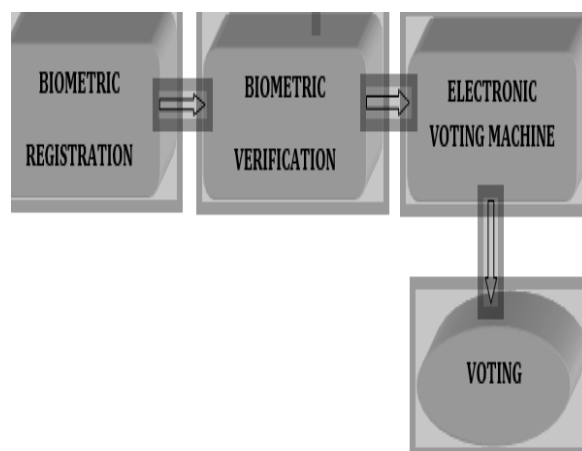 BIOMETRIC
REGISTRATION
BIOMETRIC
VERIFICATION
ELECTRONIC
VOTING MACHINE
VOTING